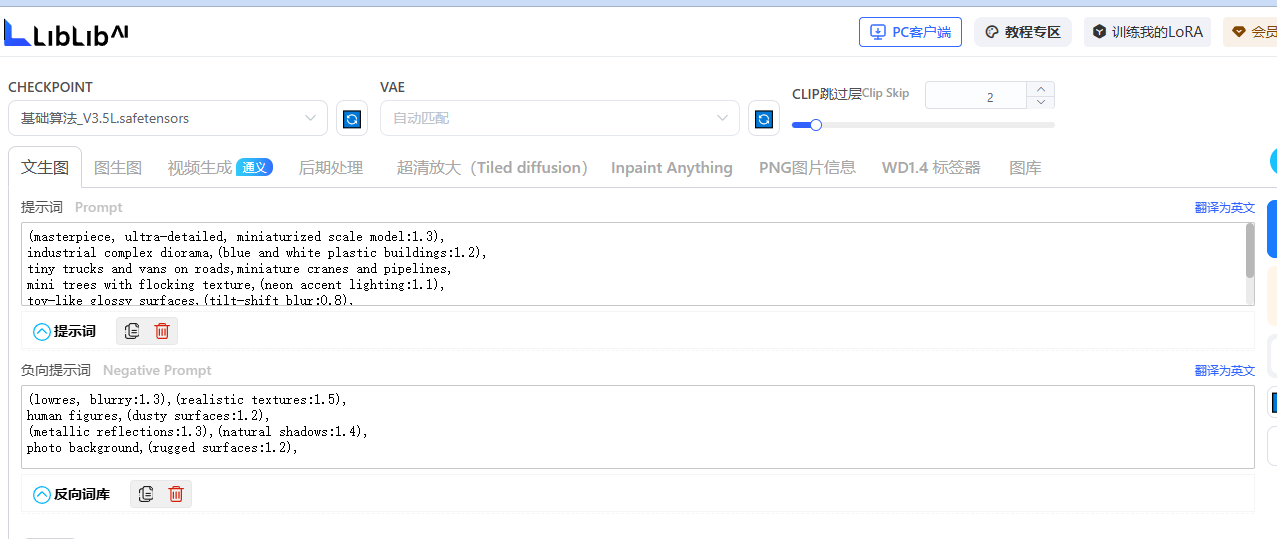 LibLib AI
PC客户端
教程专区
训练我的LoRA
会员
CHECKPOINT
VAE
CLIP跳过层Clip Skip
基础算法_V3.5L.safetensors
自动匹配
2
文生图
图生图
视频生成 通义
后期处理
超清放大（Tiled diffusion）
Inpaint Anything
PNG图片信息
WD1.4 标签器
图库
提示词 Prompt
翻译为英文
(masterpiece, ultra-detailed, miniaturized scale model:1.3),
industrial complex diorama,(blue and white plastic buildings:1.2),
tiny trucks and vans on roads,miniature cranes and pipelines,
mini trees with flocking texture,(neon accent lighting:1.1),
toy-like glossy surfaces,(tilt-shift blur:0.8),
提示词
负向提示词 Negative Prompt
翻译为英文
(lowres, blurry:1.3),(realistic textures:1.5),
human figures,(dusty surfaces:1.2),
(metallic reflections:1.3),(natural shadows:1.4),
photo background,(rugged surfaces:1.2),
反向词库